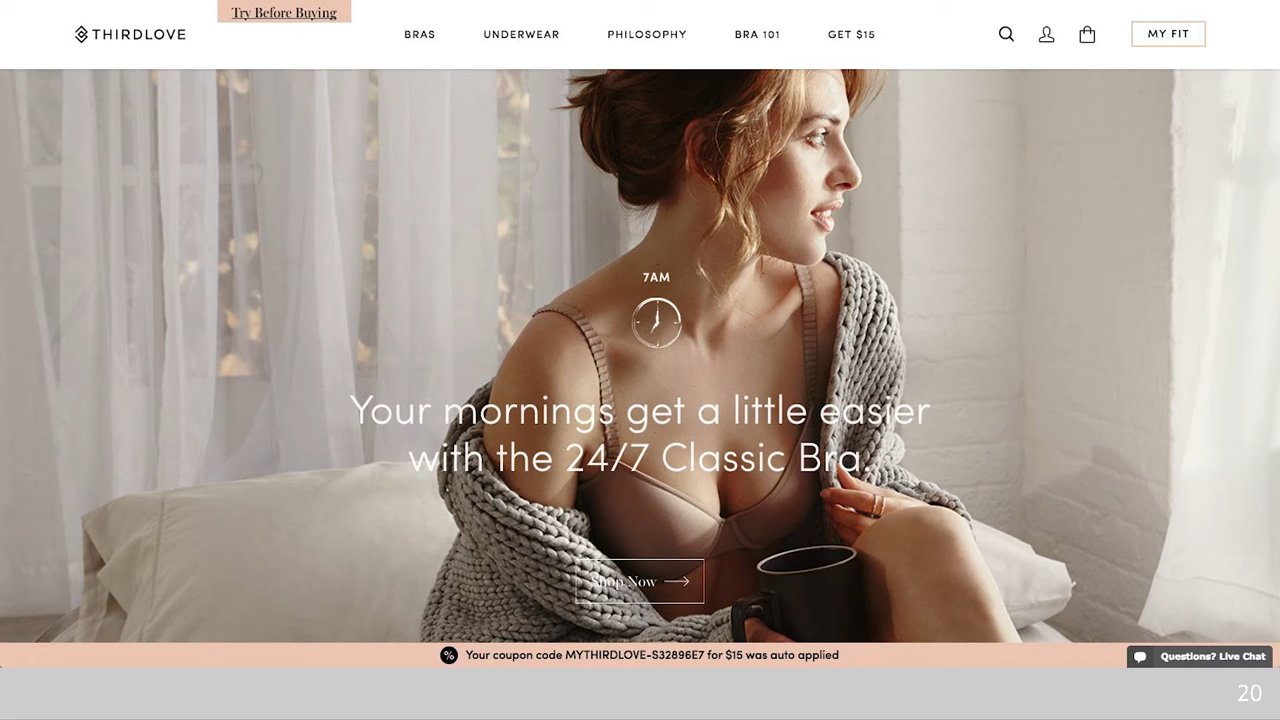 Try Before Buying
THIRDLOVE
BRAS UNDERWEAR PHILOSOPHY BRA 101 GET $15
MY FIT
7AM
Your mornings get a little easier
with the 24/7 Classic Bra
Shop Now
% Your coupon code MYTHIRDLOVE-S32896E7 for $15 was auto applied
Questions? Live Chat
20